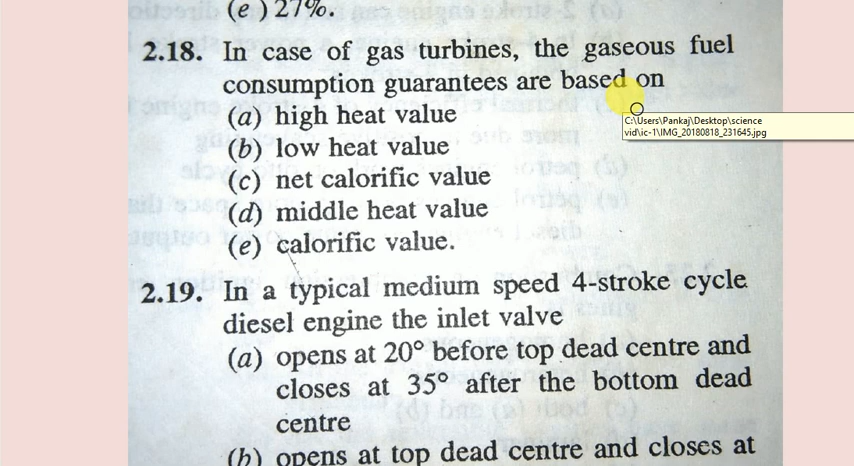 (e) 27%.
2.18. In case of gas turbines, the gaseous fuel
consumption guarantees are based on
(a) high heat value
(b) low heat value
(c) net calorific value
(d) middle heat value
(e) calorific value.
2.19. In a typical medium speed 4-stroke cycle
diesel engine the inlet valve
(a) opens at 20° before top dead centre and
closes at 35° after the bottom dead
centre
(b) opens at top dead centre and closes at
C:\Users\Pankaj\Desktop\science
vid\ic-1\IMG_20180818_231645.jpg